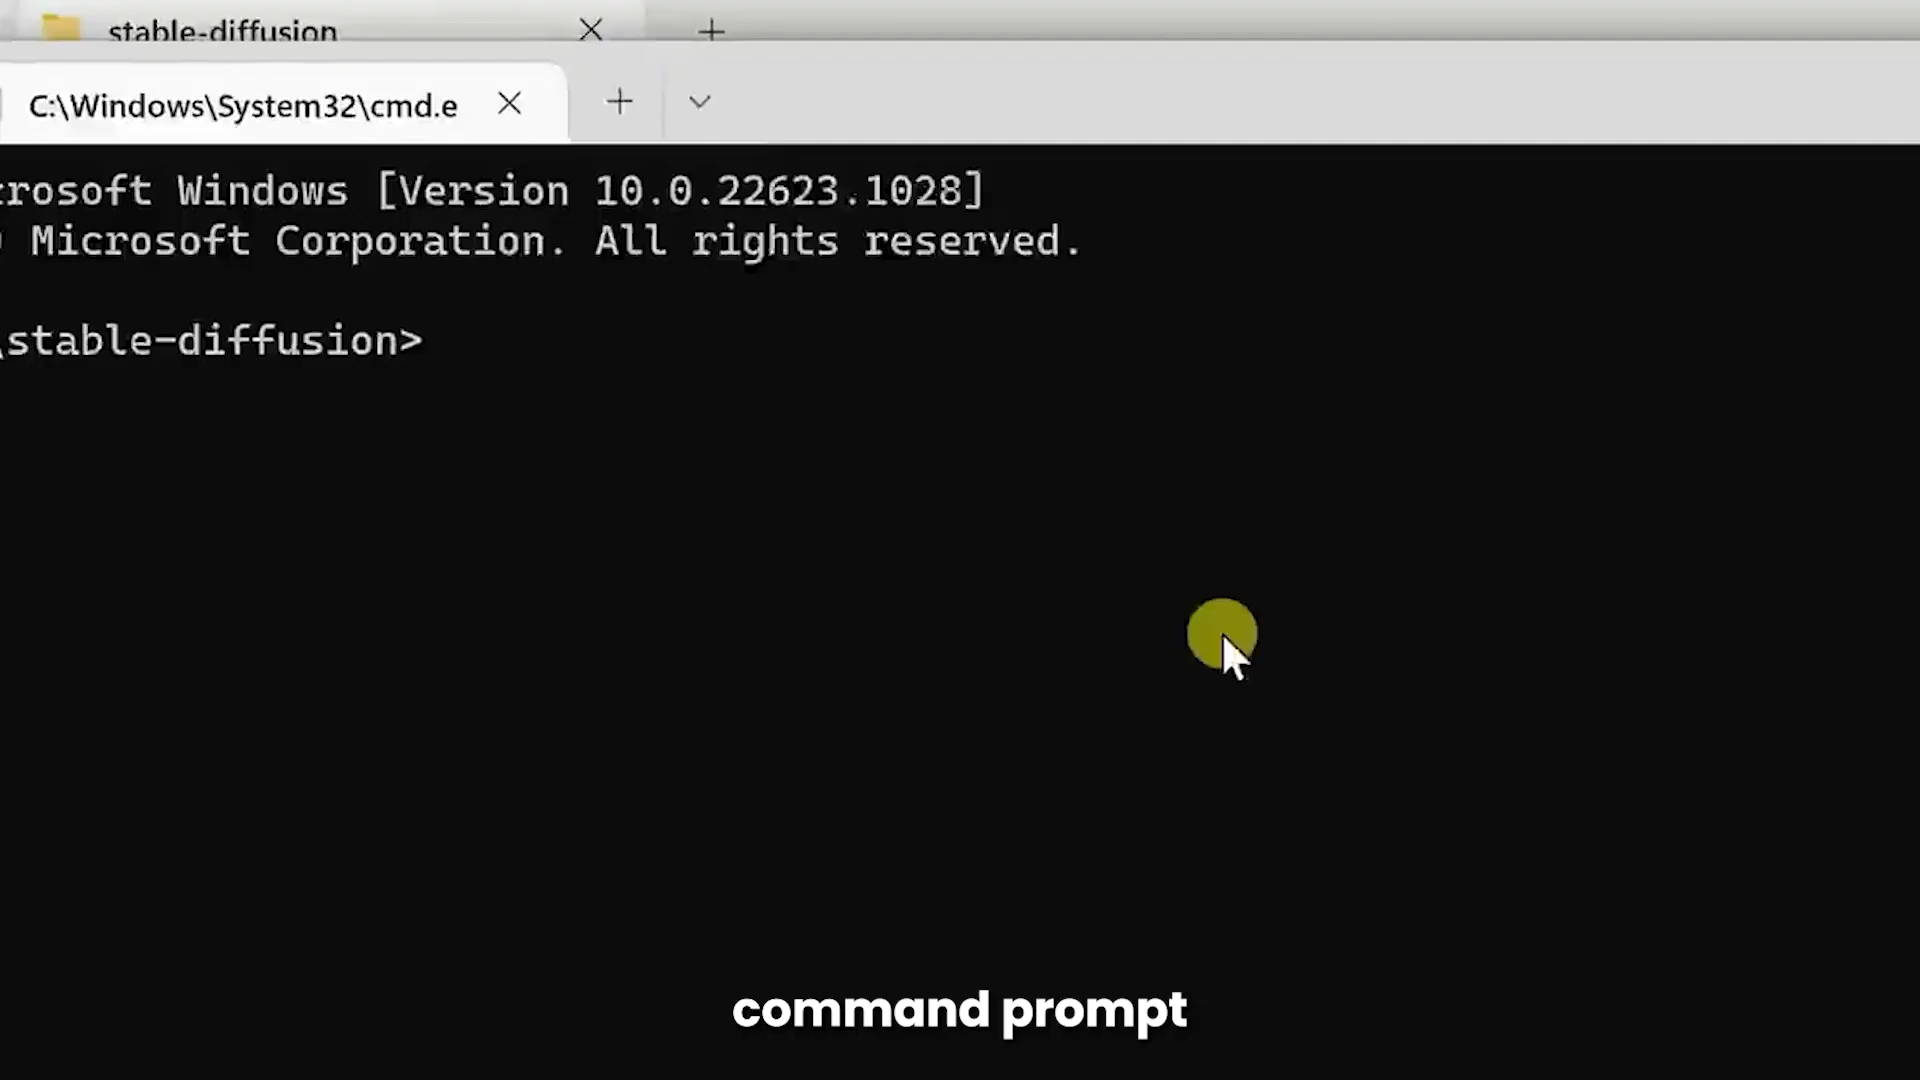 stable-diffusion
C:\Windows\System32\cmd.e
rosoft Windows [Version 10.0.22623.1028]
Microsoft Corporation. All rights reserved.
\stable-diffusion>
command prompt